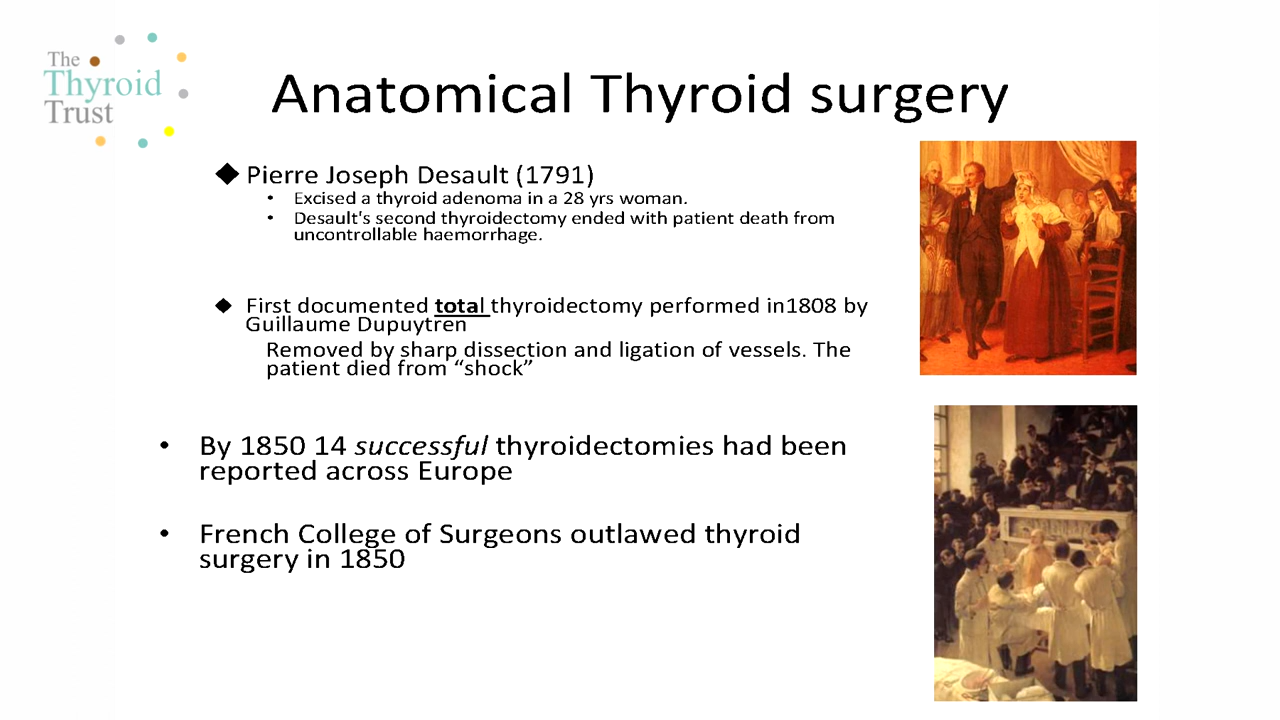 The
Thyroid
Trust
Anatomical Thyroid surgery
◆ Pierre Joseph Desault (1791)
• Excised a thyroid adenoma in a 28 yrs woman.
• Desault's second thyroidectomy ended with patient death from
uncontrollable haemorrhage.
◆ First documented total thyroidectomy performed in1808 by
Guillaume Dupuytren
Removed by sharp dissection and ligation of vessels. The
patient died from “shock”
• By 1850 14 successful thyroidectomies had been
reported across Europe
• French College of Surgeons outlawed thyroid
surgery in 1850